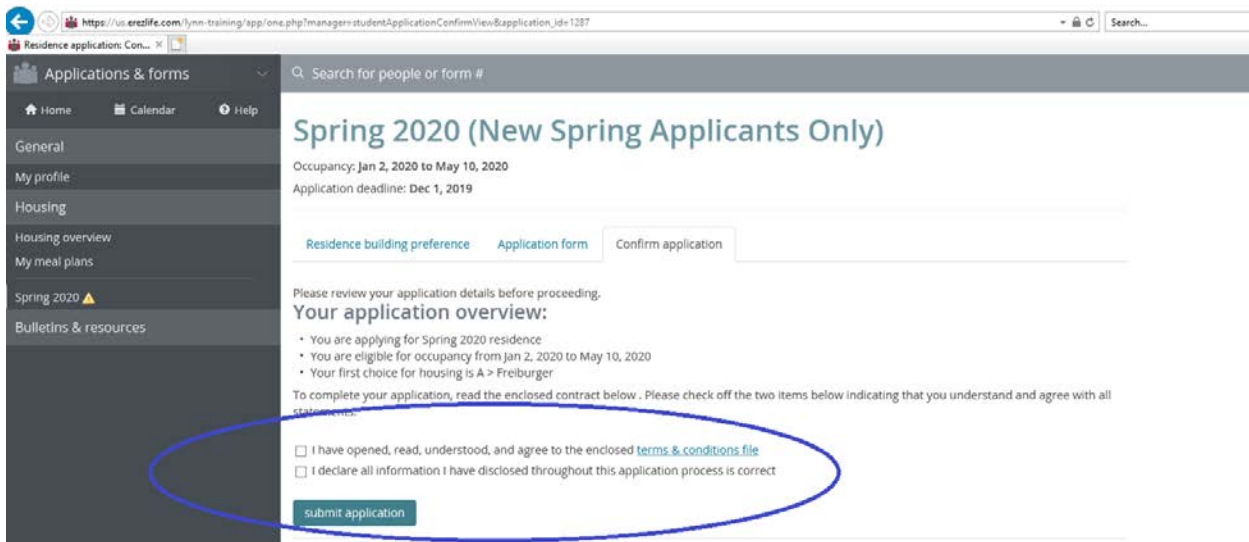 https://us.erezlife.com/lynn-training/app/one.php?manager=studentApplicationConfirmView&application_id=1287
Search...
Residence application: Con...
Applications & forms
Search for people or form #
Home Calendar Help
General
My profile
Housing
Housing overview
My meal plans
Spring 2020
Bulletins & resources
Spring 2020 (New Spring Applicants Only)
Occupancy: Jan 2, 2020 to May 10, 2020
Application deadline: Dec 1, 2019
Residence building preference Application form Confirm application
Please review your application details before proceeding.
Your application overview:
• You are applying for Spring 2020 residence
• You are eligible for occupancy from Jan 2, 2020 to May 10, 2020
• Your first choice for housing is A > Freiburger
To complete your application, read the enclosed contract below . Please check off the two items below indicating that you understand and agree with all
statements.
I have opened, read, understood, and agree to the enclosed terms & conditions file
I declare all information I have disclosed throughout this application process is correct
submit application